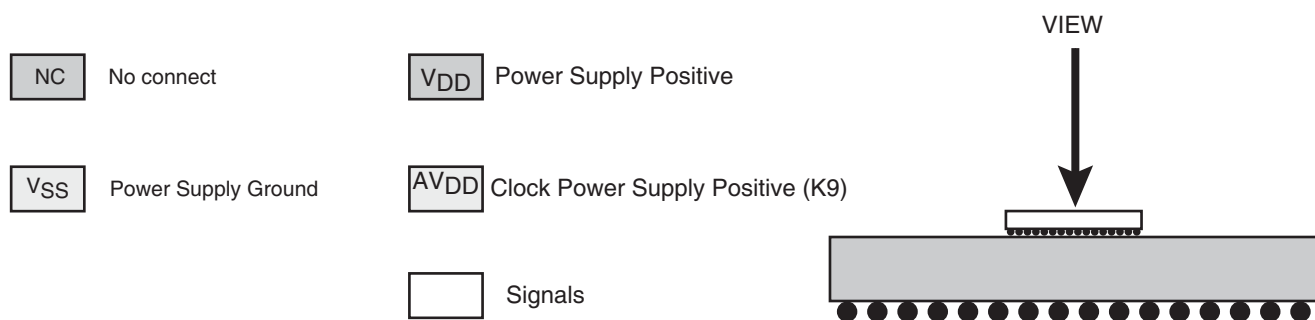 VIEW
NC No connect
VDD Power Supply Positive
VSS Power Supply Ground
AVDD Clock Power Supply Positive (K9)
Signals